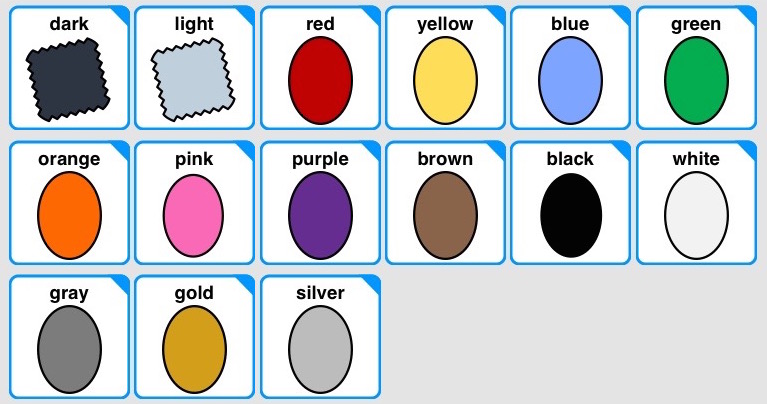 dark light red yellow blue green
orange pink purple brown black white
gray gold silver